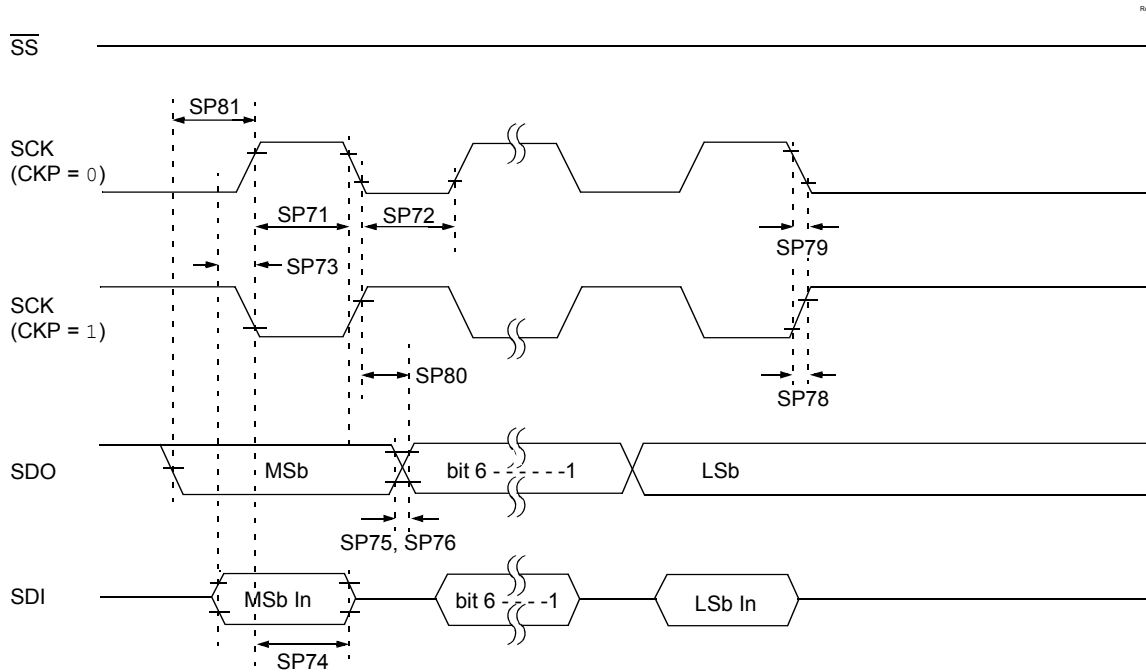 SS
SP81
SCK
(CKP = 0)
SP71
SP72
SP79
SP73
SCK
(CKP = 1)
SP80
SP78
SDO
MSb
bit 6 - - - - - - -1
LSb
SP75, SP76
SDI
MSb In
bit 6 - - - - -1
LSb In
SP74